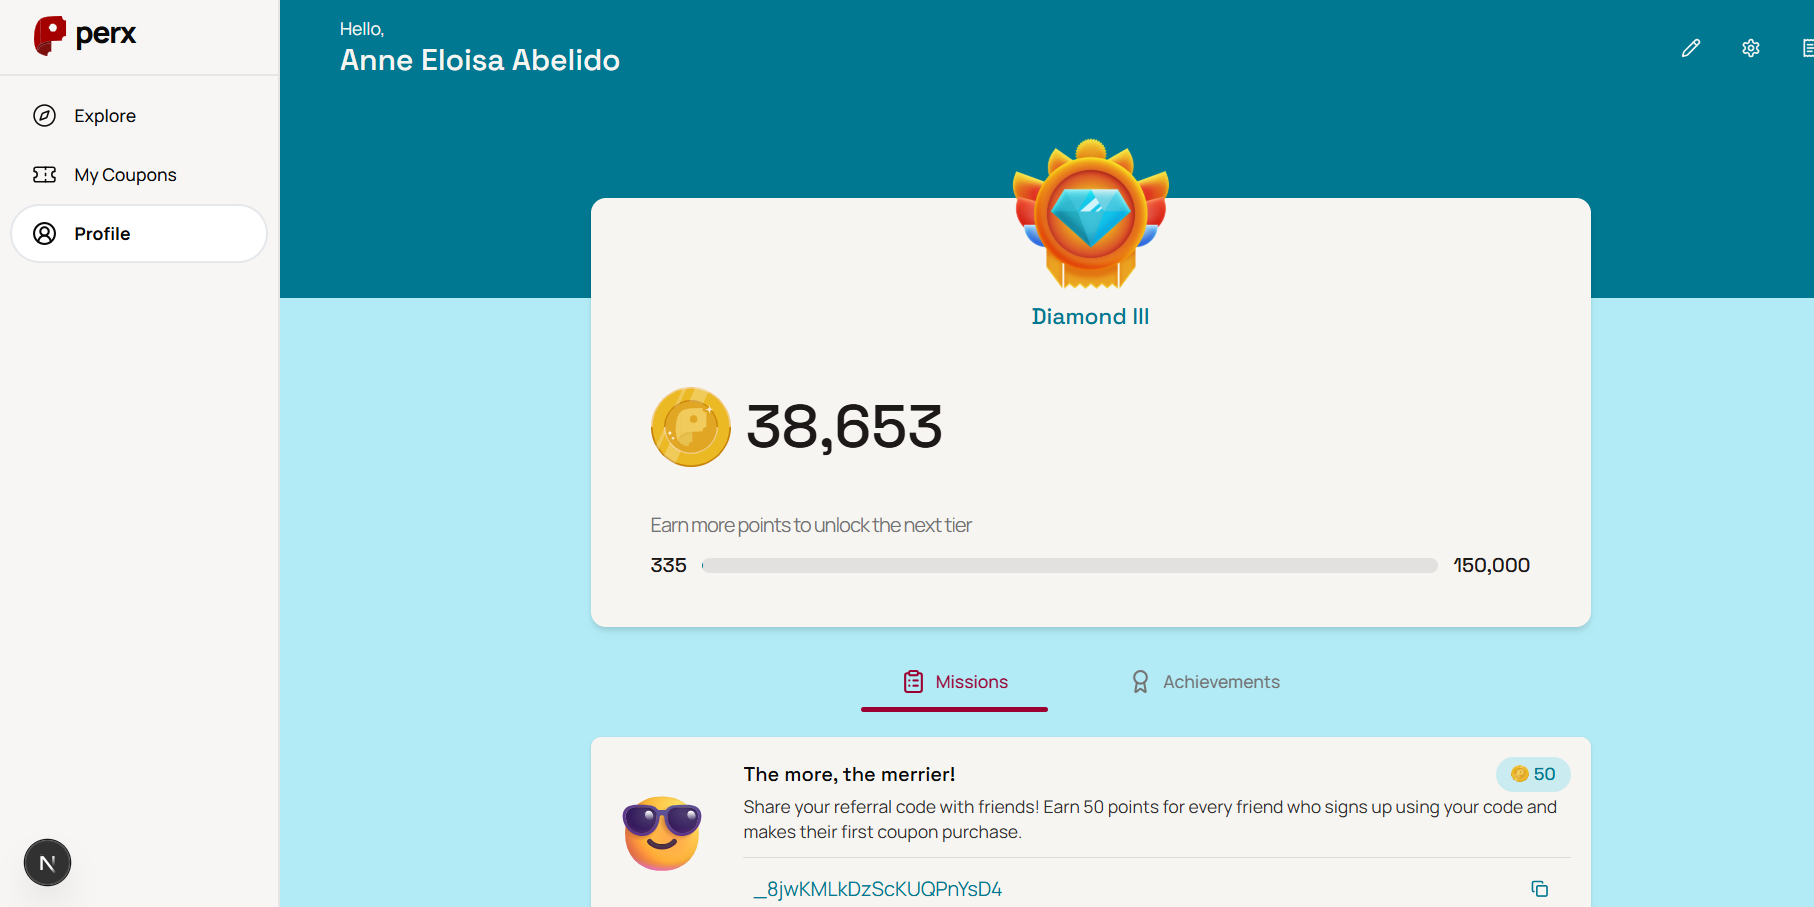 perx
Explore
My Coupons
Profile
N
Hello,
Anne Eloisa Abelido
Diamond III
38,653
Earn more points to unlock the next tier
335
150,000
Missions
Achievements
The more, the merrier!
50
Share your referral code with friends! Earn 50 points for every friend who signs up using your code and
makes their first coupon purchase.
_8jwKMLkDzScKUQPnYsD4